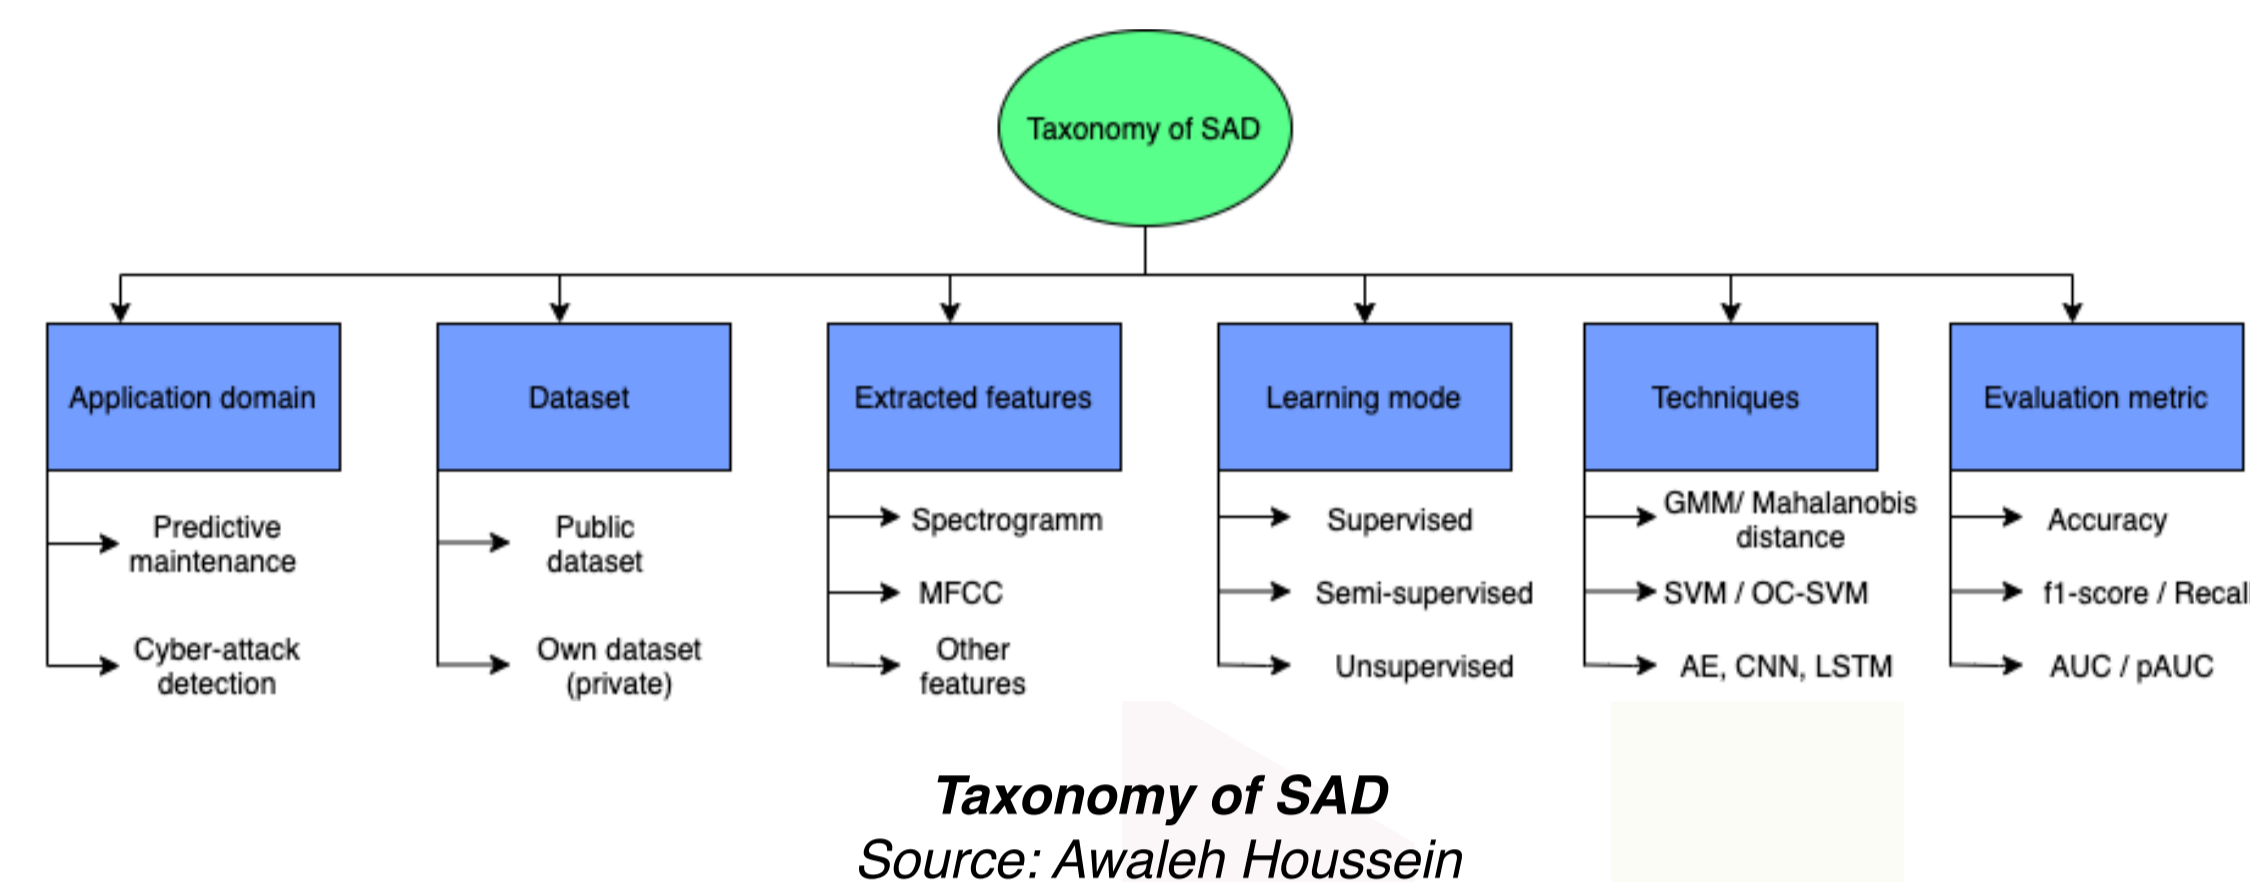 Taxonomy of SAD
Application domain
Predictive
maintenance
Cyber-attack
detection
Dataset
Public
dataset
Own dataset
(private)
Extracted features
Spectrogramm
MFCC
Other
features
Learning mode
Supervised
Semi-supervised
Unsupervised
Techniques
GMM/ Mahalanobis
distance
SVM / OC-SVM
AE, CNN, LSTM
Evaluation metric
Accuracy
f1-score / Recall
AUC / pAUC
Taxonomy of SAD
Source: Awaleh Houssein